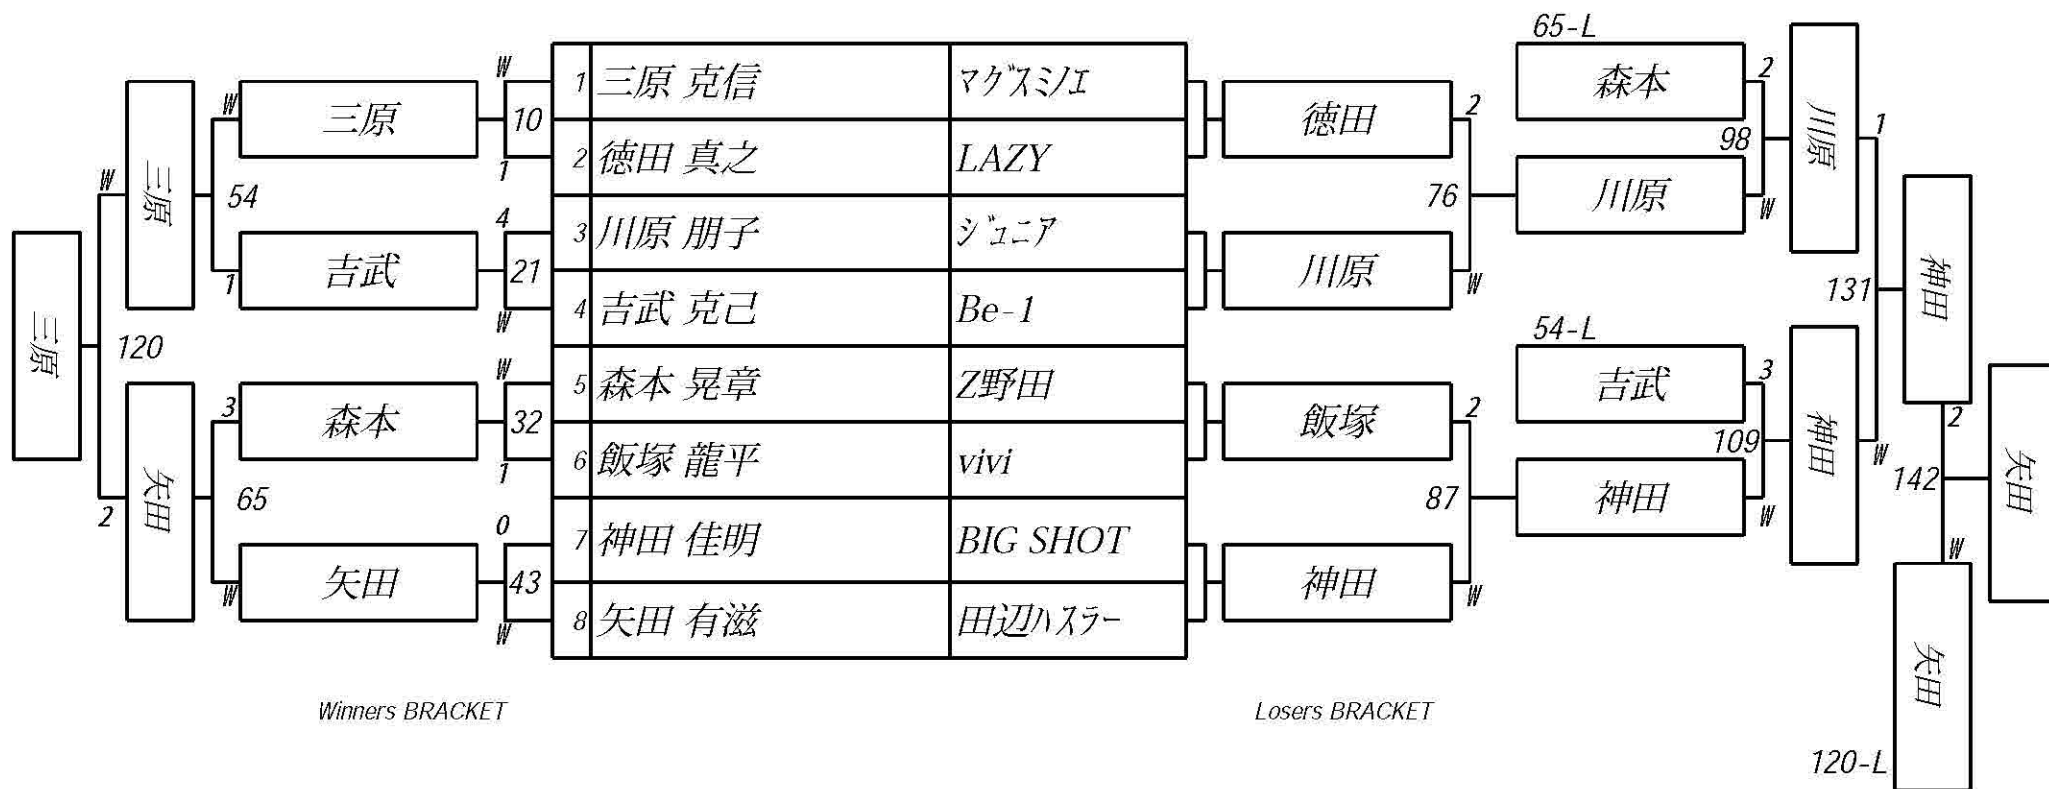 65-L
W
1
三原 克信
マグスミノエ
三原
10
徳田
2
森本
2
W
2
徳田 真之
LAZY
1
98
川原
1
三原
W
54
76
川原
W
4
3
川原 朋子
ジュニア
吉武
1
21
川原
W
4
吉武 克己
Be-1
W
131
神田
三原
120
54-L
W
5
森本 晃章
Z野田
森本
3
32
飯塚
2
吉武
3
6
飯塚 龍平
vivi
1
109
神田
W
2
矢田
2
65
87
神田
W
142
矢田
0
7
神田 佳明
BIG SHOT
矢田
W
43
神田
W
8
矢田 有滋
田辺ハスラー
W
W
矢田
Winners BRACKET
Losers BRACKET
120-L